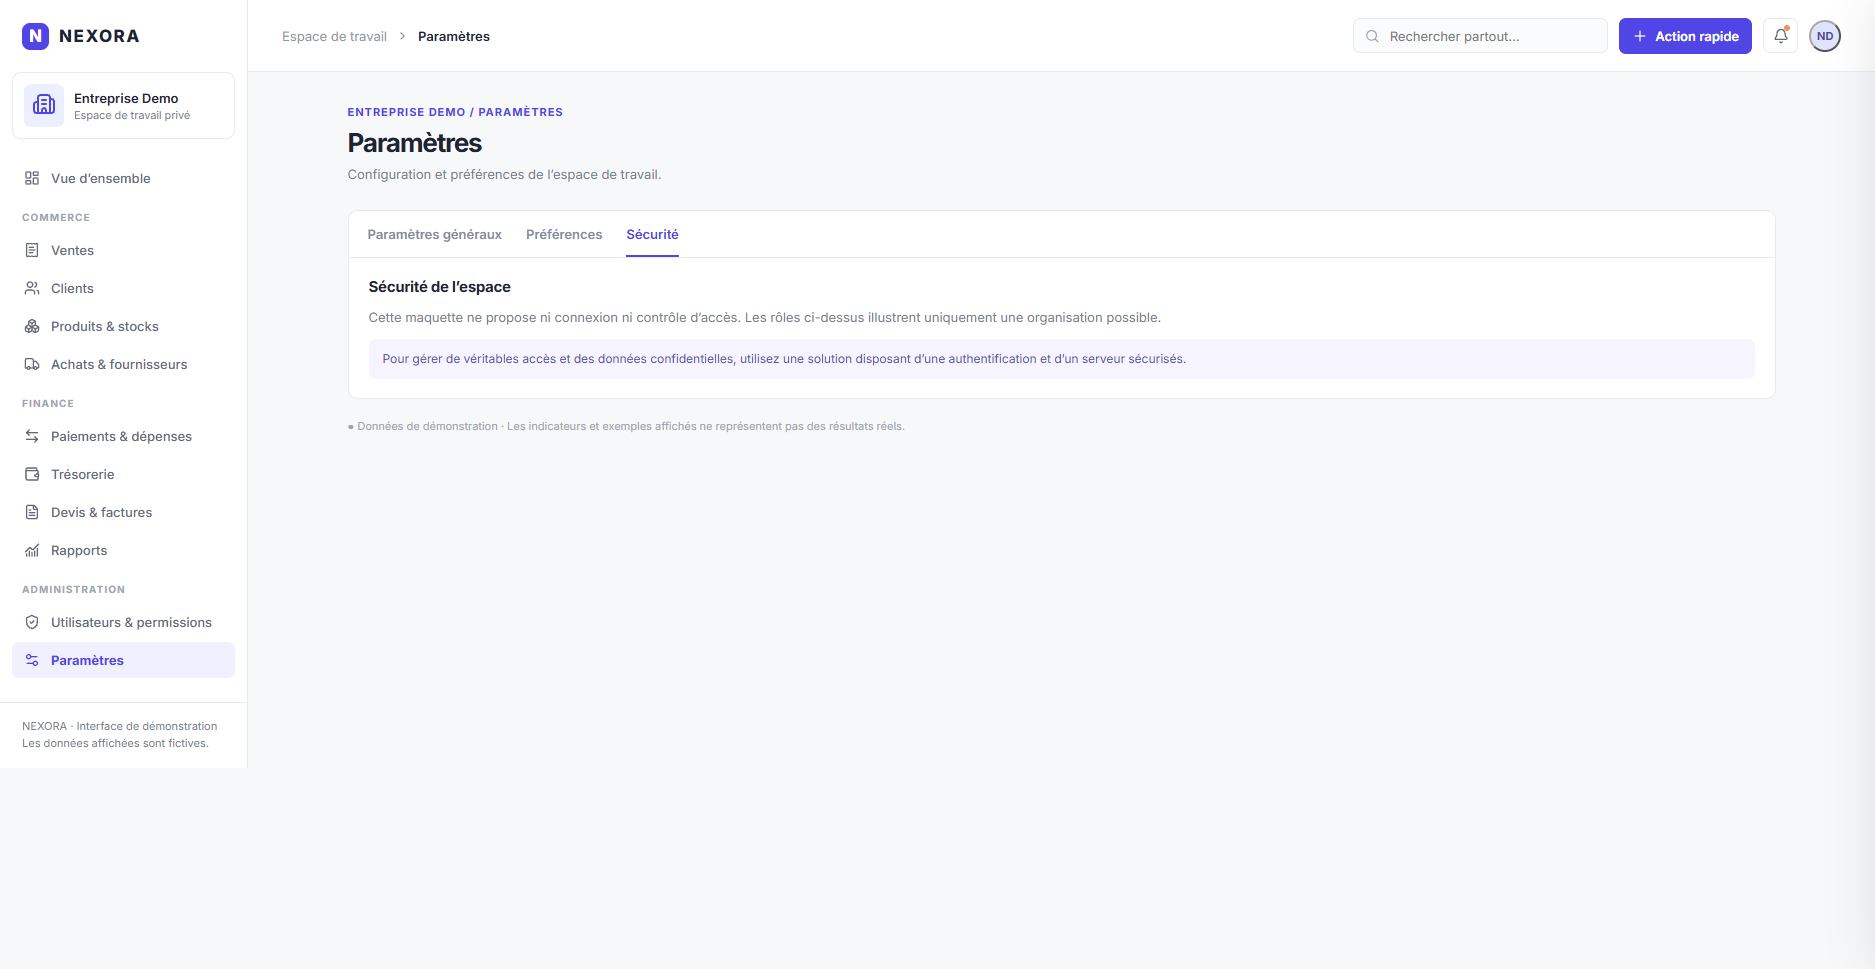 N NEXORA
Entreprise Demo
Espace de travail privé
Vue d’ensemble
COMMERCE
Ventes
Clients
Produits & stocks
Achats & fournisseurs
FINANCE
Paiements & dépenses
Trésorerie
Devis & factures
Rapports
ADMINISTRATION
Utilisateurs & permissions
Paramètres
NEXORA · Interface de démonstration
Les données affichées sont fictives.
Espace de travail > Paramètres
Rechercher partout...
+ Action rapide
ND
ENTREPRISE DEMO / PARAMÈTRES
Paramètres
Configuration et préférences de l’espace de travail.
Paramètres généraux Préférences Sécurité
Sécurité de l’espace
Cette maquette ne propose ni connexion ni contrôle d’accès. Les rôles ci-dessus illustrent uniquement une organisation possible.
Pour gérer de véritables accès et des données confidentielles, utilisez une solution disposant d’une authentification et d’un serveur sécurisés.
● Données de démonstration · Les indicateurs et exemples affichés ne représentent pas des résultats réels.